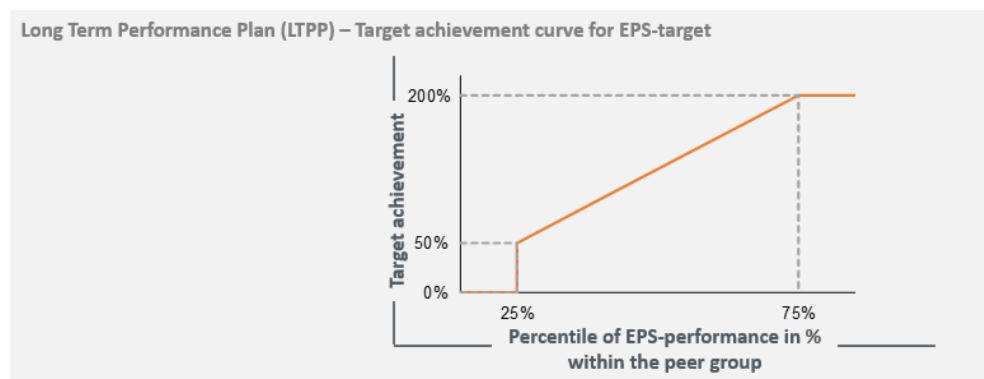 Long Term Performance Plan (LTPP) – Target achievement curve for EPS-target
200%
Target achievement
50%
0%
25%
75%
Percentile of EPS-performance in %
within the peer group